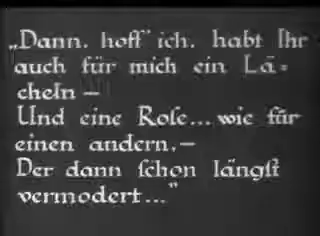 „Dann, hoff' ich, habt Ihr
auch für mich ein Lä=
cheln —
Und eine Roſe... wie für
einen andern, —
Der dann ſchon längſt
vermodert..."